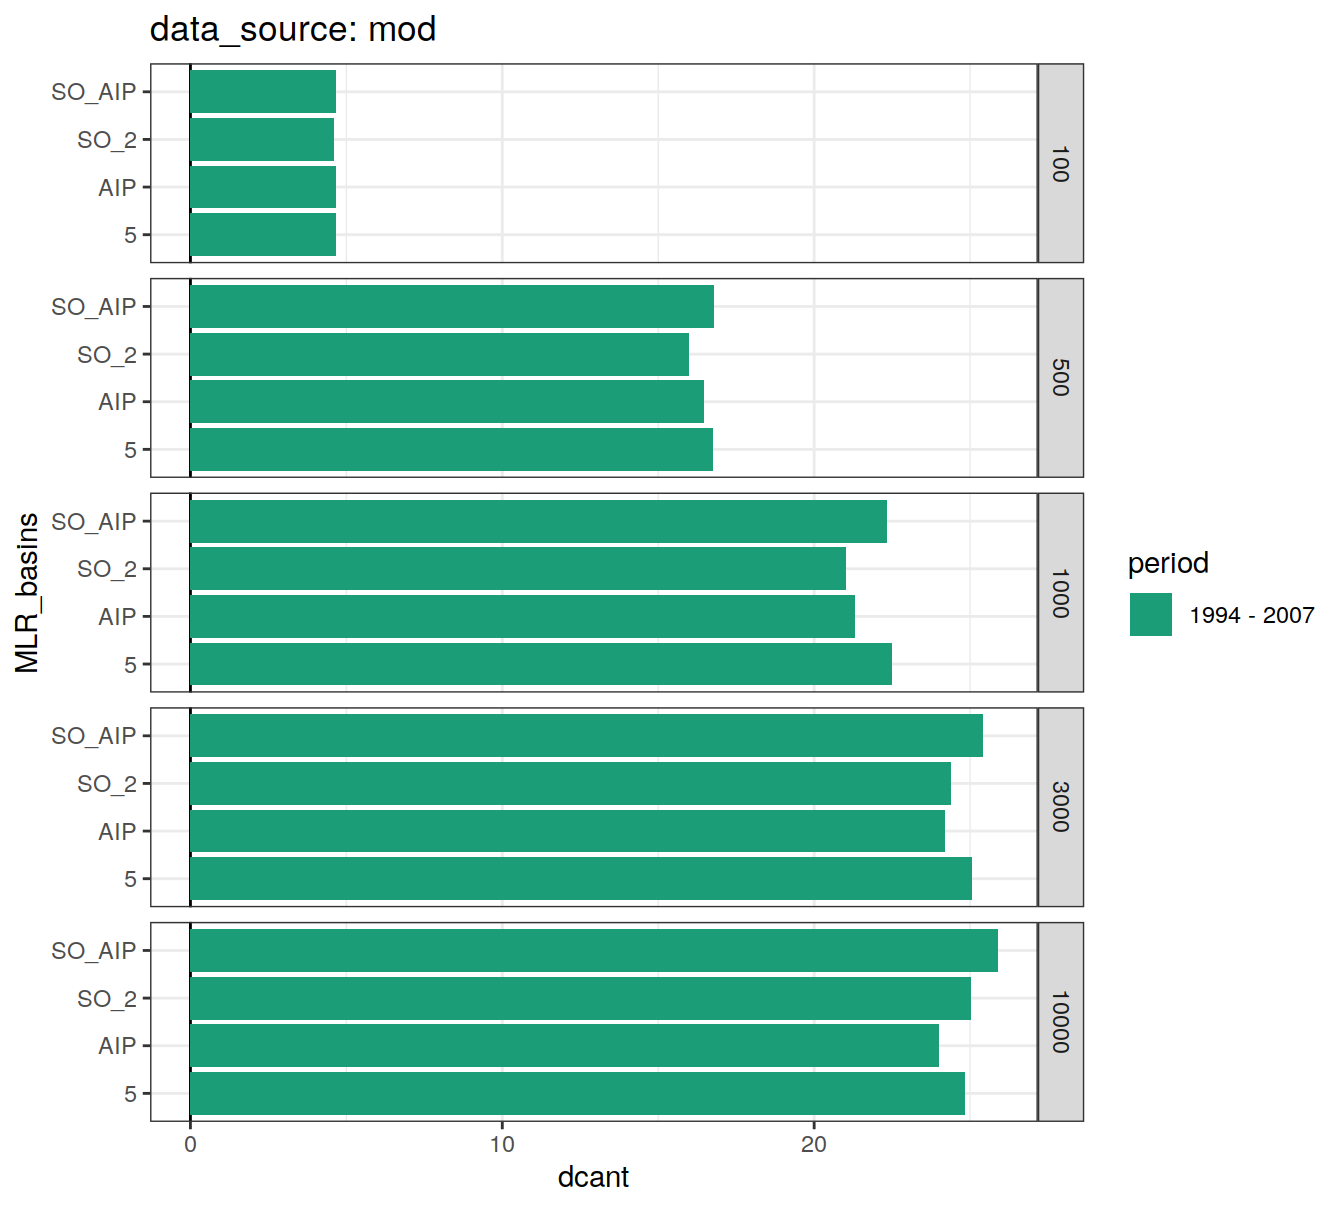 data_source: mod
SO_AIP
SO_2
AIP
5
100
SO_AIP
SO_2
AIP
5
500
SO_AIP
SO_2
AIP
5
1000
SO_AIP
SO_2
AIP
5
3000
SO_AIP
SO_2
AIP
5
10000
MLR_basins
0 10 20
dcant
period
1994 - 2007